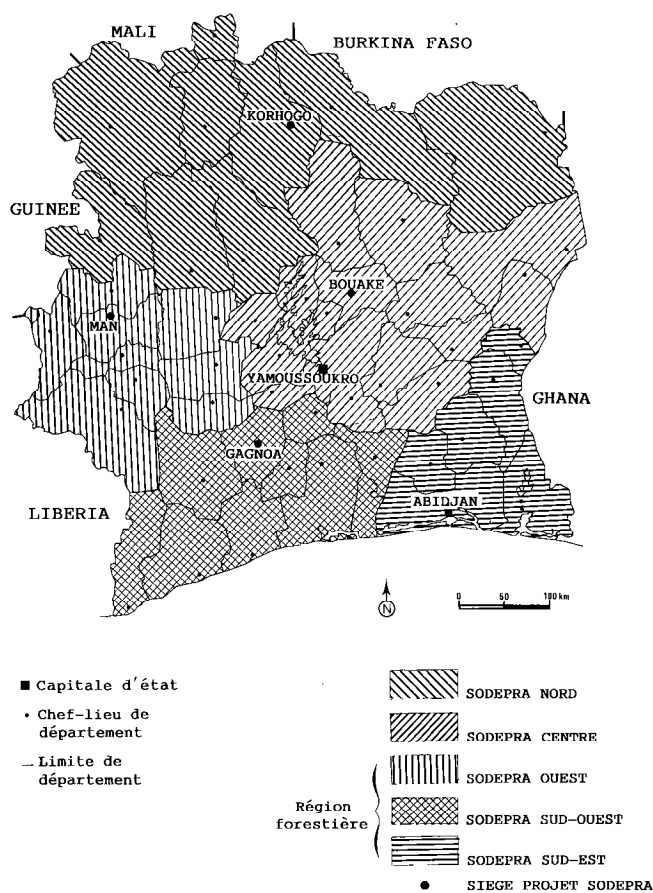 MALI
BURKINA FASO
KORHOGO
GUINEE
BOUAKE
MAN
YAMOUSSOUKRO
GHANA
GAGNOA
LIBERIA
ABIDJAN
N
0 50 100 km
■ Capitale d'état
• Chef-lieu de
département
— Limite de
département
Région
forestière
SODEPRA NORD
SODEPRA CENTRE
SODEPRA OUEST
SODEPRA SUD-OUEST
SODEPRA SUD-EST
● SIEGE PROJET SODEPRA